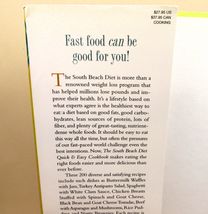 $27.95 US
$37.95 CAN
COOKING
Fast food can be
good for you!
The South Beach Diet is more than a
renowned weight loss program that
has helped millions lose pounds and im-
prove their health. It's a lifestyle based on
what experts agree is the healthiest way to
eat: a diet based on good fats, good carbo-
hydrates, lean sources of protein, lots of
fiber, and plenty of great-tasting, nutrient-
dense whole foods. It should be easy to eat
this way all the time, but often the pressures
of our fast-paced world challenge even the
best intentions. Now, The South Beach Diet
Quick & Easy Cookbook makes eating the
right foods easier and more delicious than
ever before.
These 200 diverse and satisfying recipes
include such dishes as Buttermilk Waffles
with Jam, Turkey Antipasto Salad, Spaghetti
with White Clam Sauce, Chicken Breasts
Stuffed with Spinach and Goat Cheese,
Black Bean and Goat Cheese Tostadas, Beef
with Asparagus and Mushrooms,